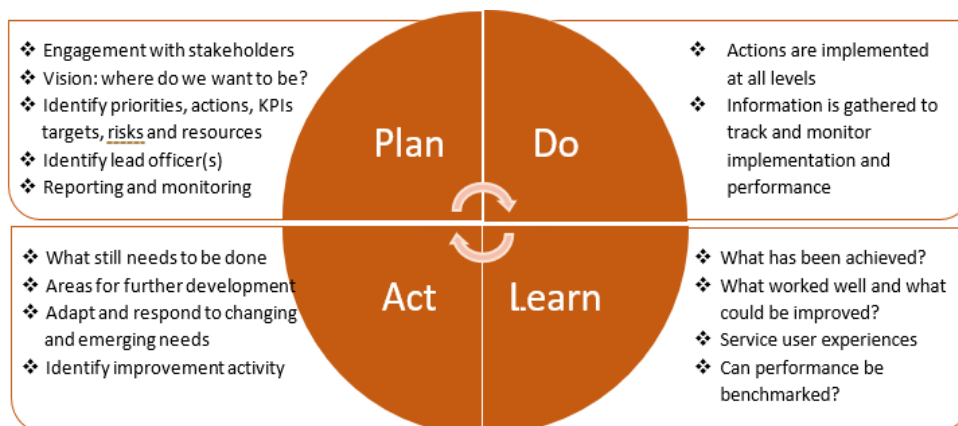 ❖ Engagement with stakeholders
❖ Vision: where do we want to be?
❖ Identify priorities, actions, KPIs
targets, risks and resources
❖ Identify lead officer(s)
❖ Reporting and monitoring
Plan
Do
❖ Actions are implemented
at all levels
❖ Information is gathered to
track and monitor
implementation and
performance
❖ What still needs to be done
❖ Areas for further development
❖ Adapt and respond to changing
and emerging needs
❖ Identify improvement activity
Act
Learn
❖ What has been achieved?
❖ What worked well and what
could be improved?
❖ Service user experiences
❖ Can performance be
benchmarked?